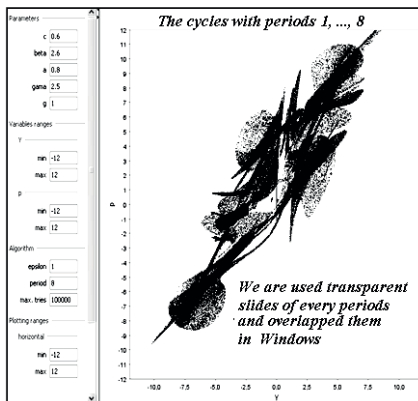 Parameters
c 0.6
beta 2.6
a 0.8
gama 2.5
g 1
Variables ranges
Y
min -12
max 12
p
min -12
max 12
Algorithm
epsilon 1
period 8
max. tries 100000
Plotting ranges
horizontal
min -12
max 12
The cycles with periods 1, ..., 8
12
11
10
9
8
7
6
5
4
3
2
1
0
-1
-2
-3
-4
-5
-6
-7
-8
-9
-10
-11
-12
p
We are used transparent
slides of every periods
and overlapped them
in Windows
-10.0 -7.5 -5.0 -2.5 0.0 2.5 5.0 7.5 10.0
Y